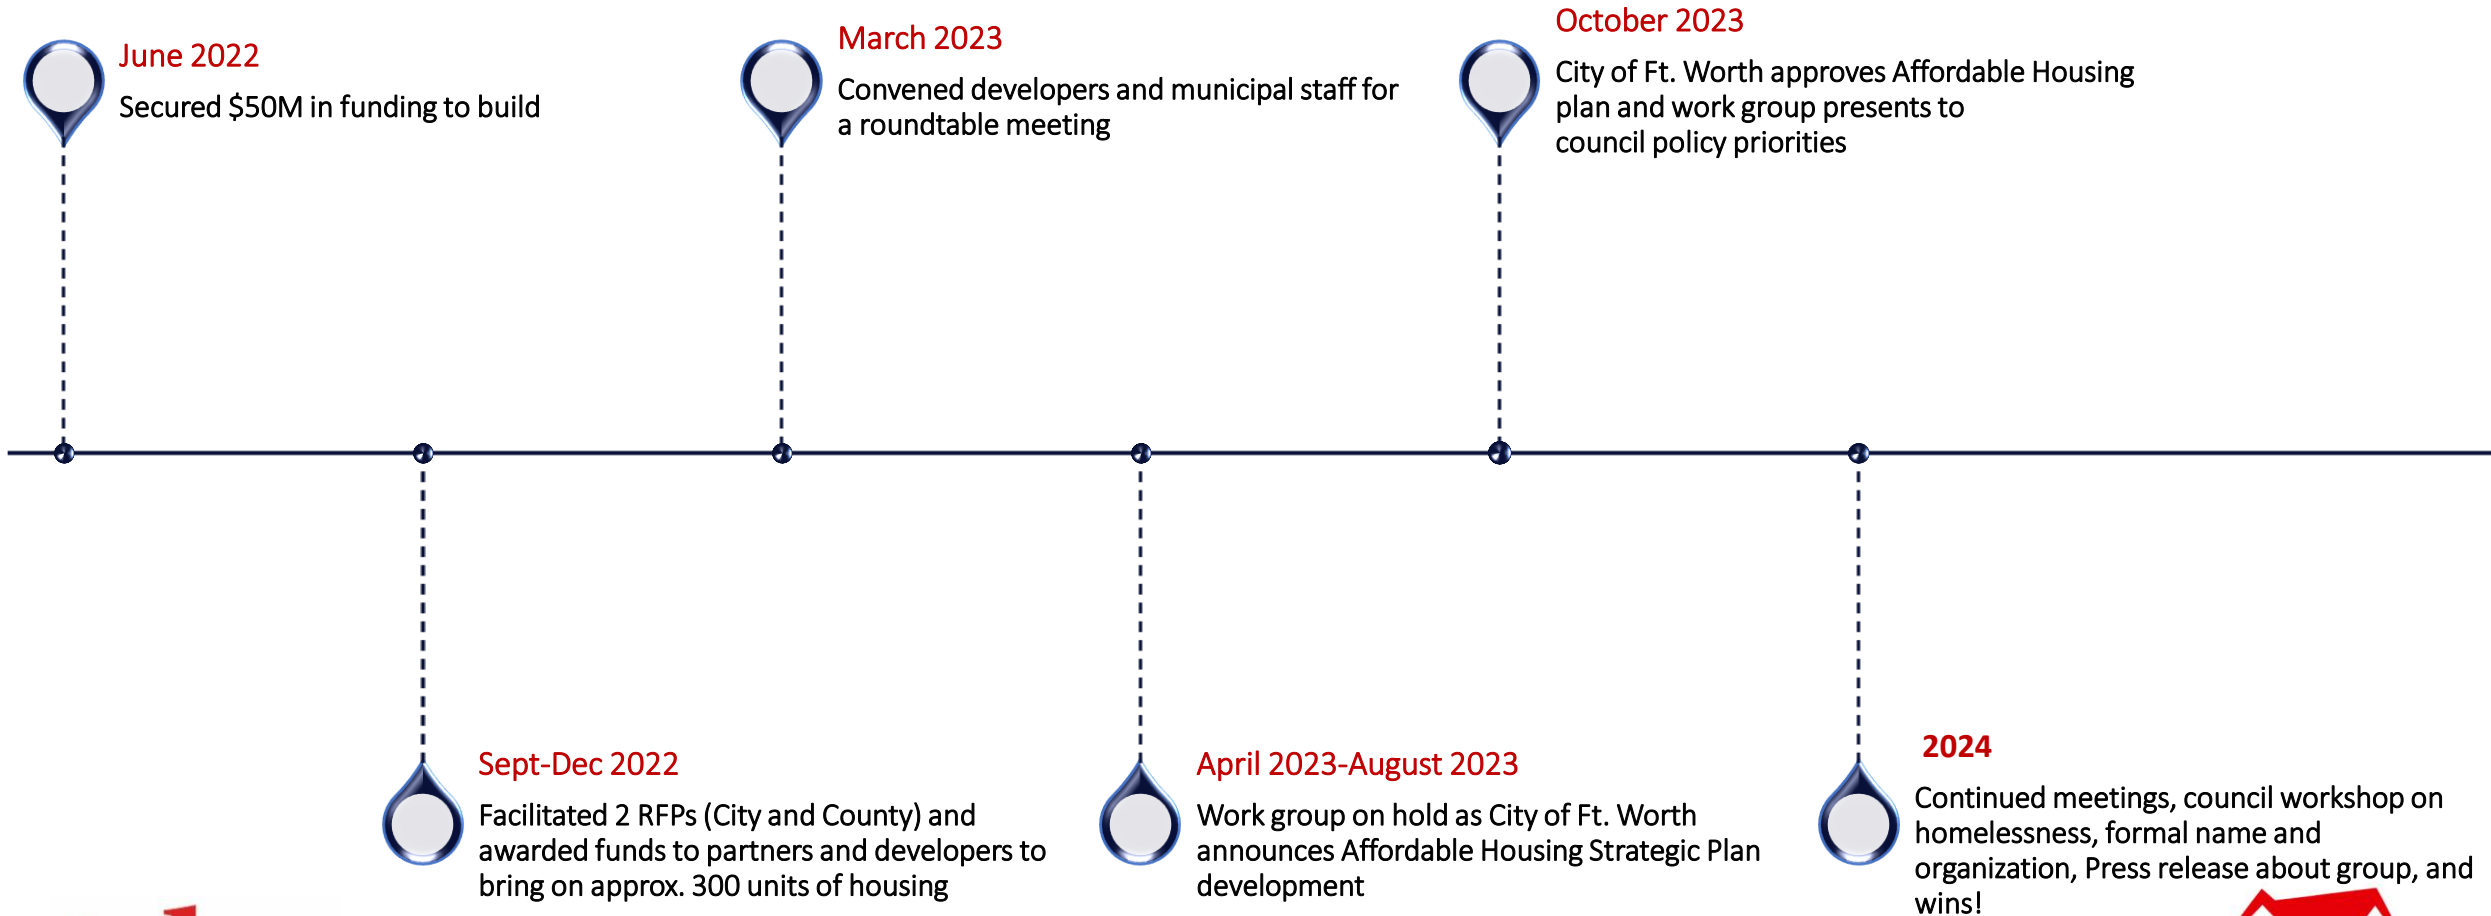 June 2022
Secured $50M in funding to build
March 2023
Convened developers and municipal staff for
a roundtable meeting
October 2023
City of Ft. Worth approves Affordable Housing
plan and work group presents to
council policy priorities
Sept-Dec 2022
Facilitated 2 RFPs (City and County) and
awarded funds to partners and developers to
bring on approx. 300 units of housing
April 2023-August 2023
Work group on hold as City of Ft. Worth
announces Affordable Housing Strategic Plan
development
2024
Continued meetings, council workshop on
homelessness, formal name and
organization, Press release about group, and
wins!